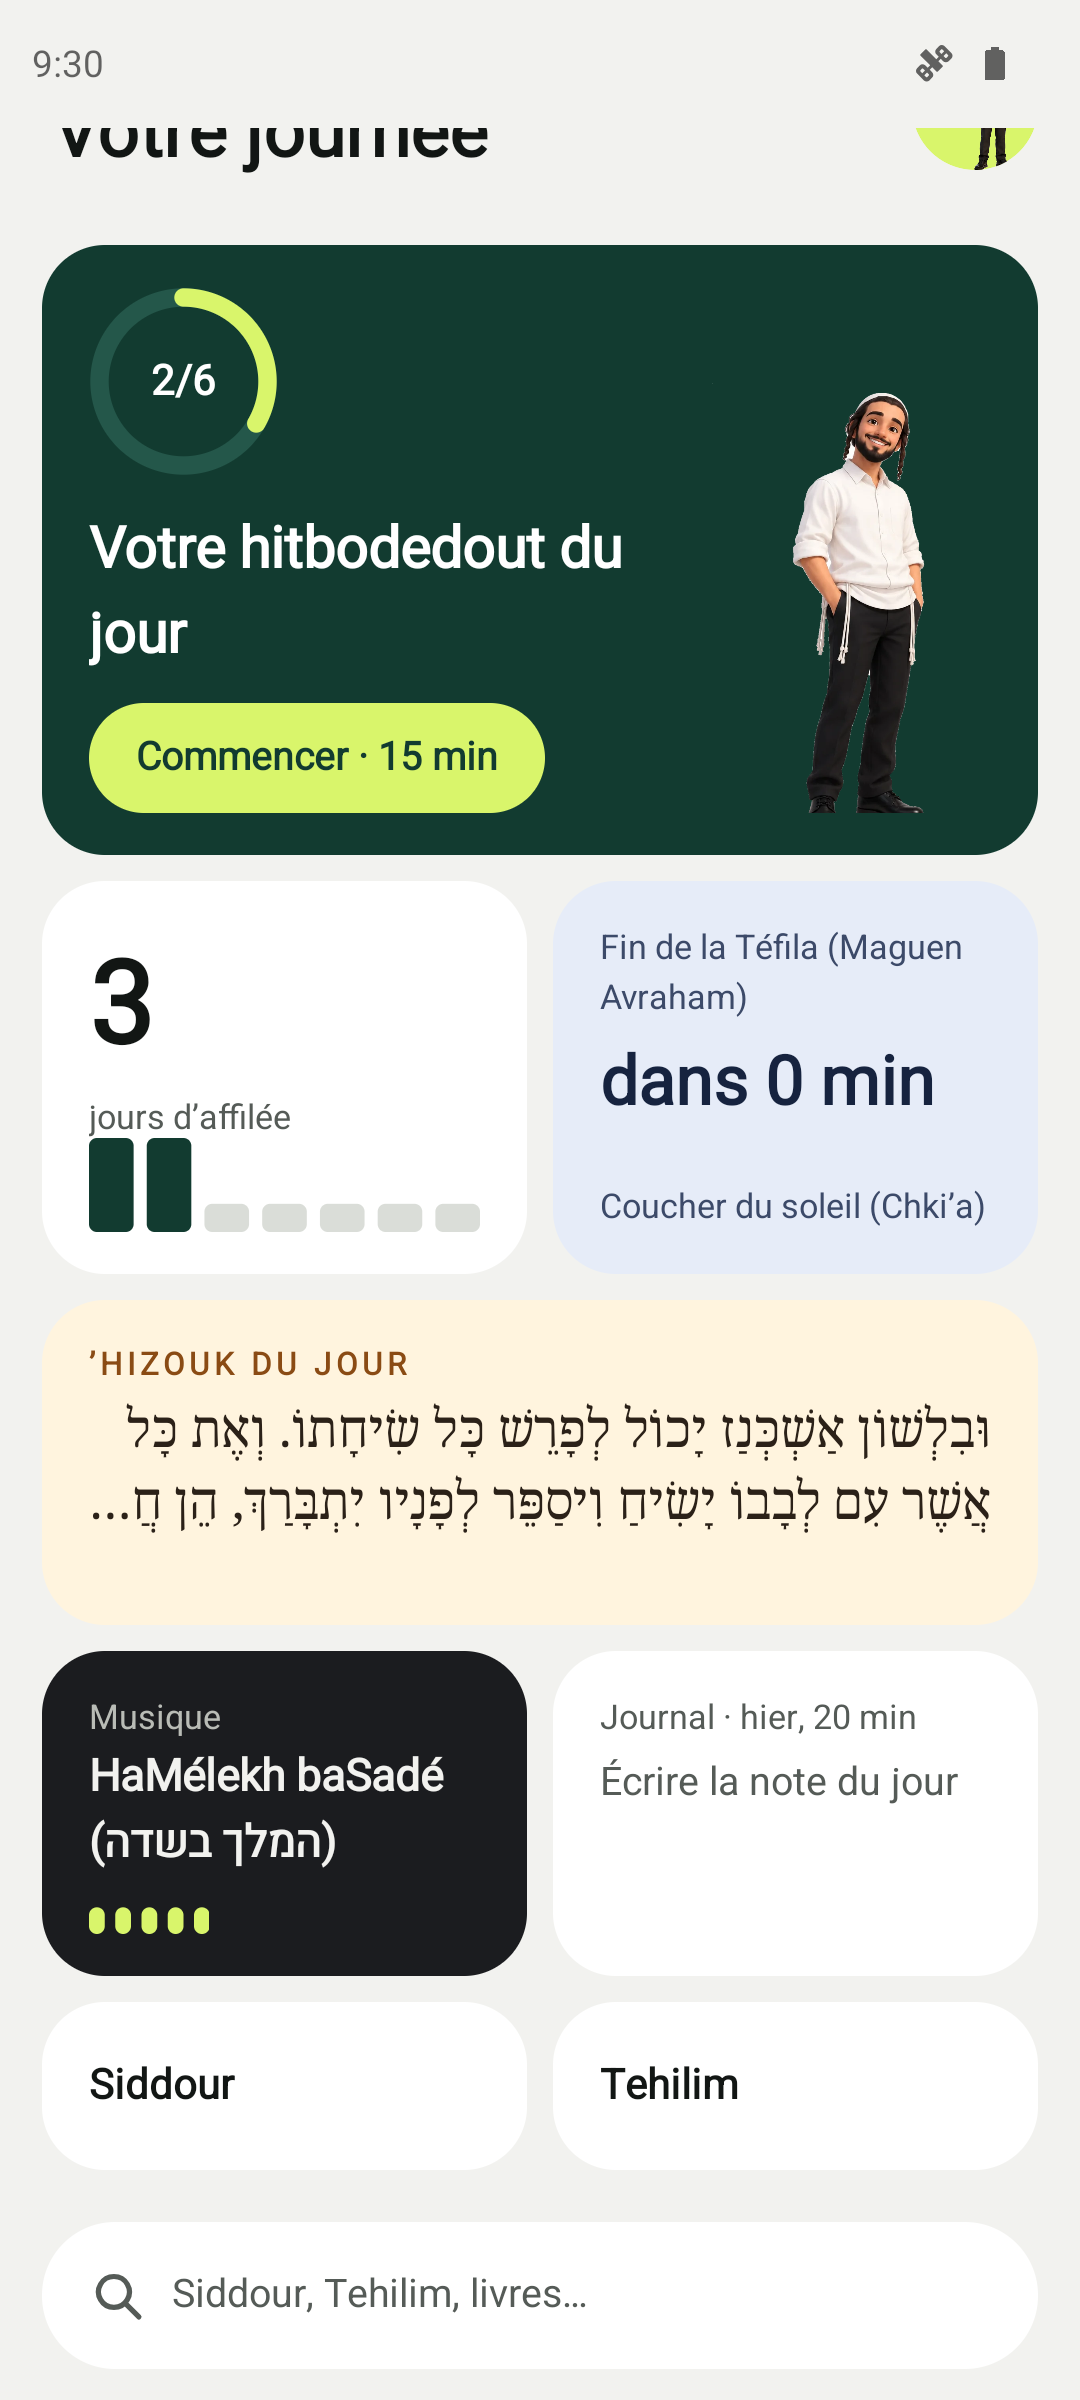 9:30
Votre journée
2/6
Votre hitbodedout du
jour
Commencer · 15 min
3
jours d’affilée
Fin de la Téfila (Maguen
Avraham)
dans 0 min
Coucher du soleil (Chki’a)
’HIZOUK DU JOUR
וּבִלְשׁוֹן אַשְׁכְּנַז יָכוֹל לְפָרֵשׁ כָּל שִׂיחָתוֹ. וְאֶת כָּל
אֲשֶׁר עִם לְבָבוֹ יָשִׂיחַ וִיסַפֵּר לְפָנָיו יִתְבָּרַךְ, הֵן חֲ…
Musique
HaMélekh baSadé
(המלך בשדה)
Journal · hier, 20 min
Écrire la note du jour
Siddour
Tehilim
Siddour, Tehilim, livres…